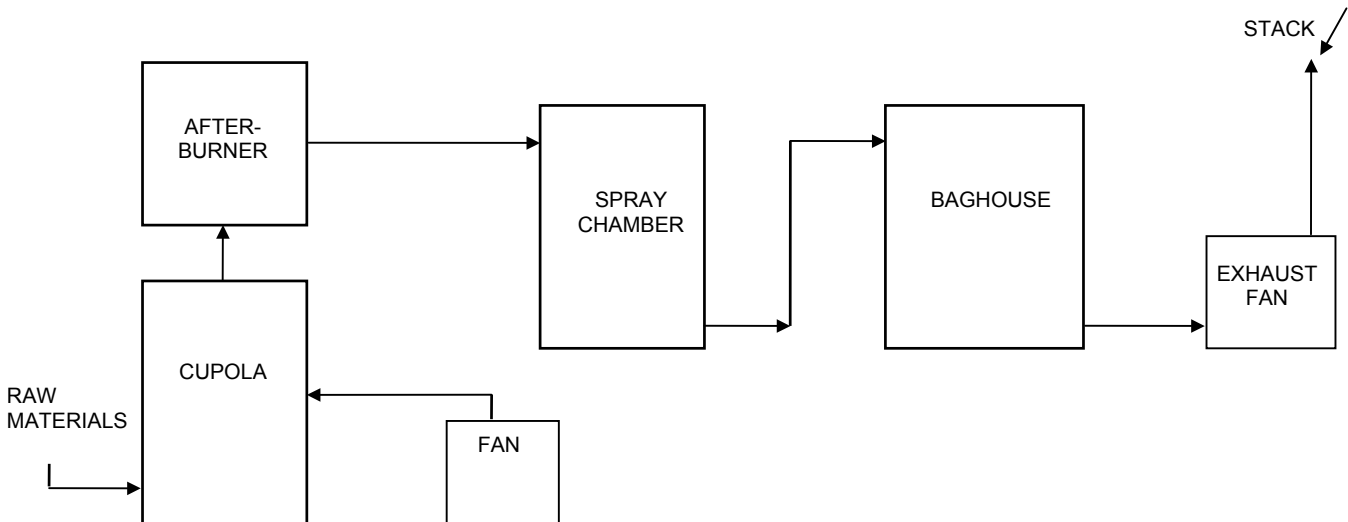 STACK
AFTER-
BURNER
SPRAY
CHAMBER
BAGHOUSE
EXHAUST
FAN
CUPOLA
RAW
MATERIALS
FAN